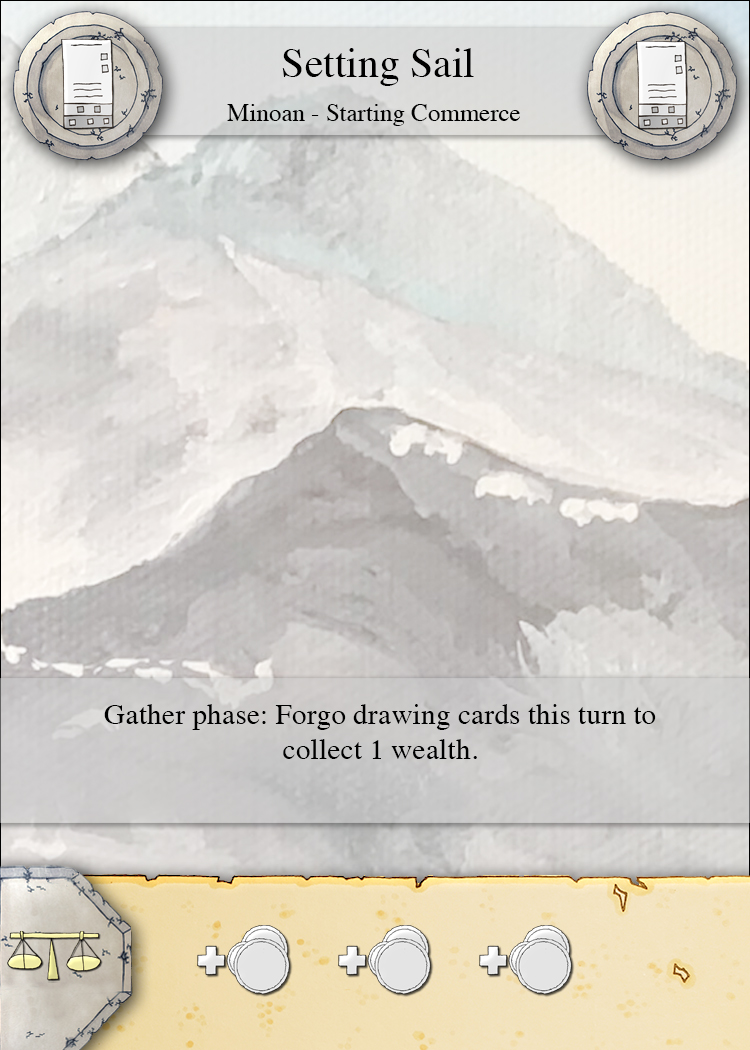 Setting Sail
Minoan - Starting Commerce
Gather phase: Forgo drawing cards this turn to
collect 1 wealth.